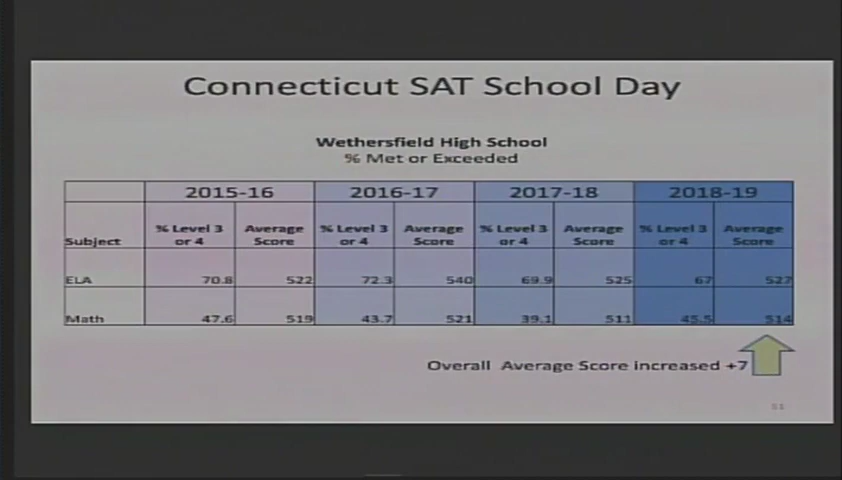 Connecticut SAT School Day
Wethersfield High School
% Met or Exceeded
2015-16 2016-17 2017-18 2018-19
Subject % Level 3 or 4 Average Score % Level 3 or 4 Average Score % Level 3 or 4 Average Score % Level 3 or 4 Average Score
ELA 70.8 522 72.3 540 69.9 525 67 527
Math 47.6 519 43.7 521 39.1 511 45.5 514
Overall Average Score increased +7
51